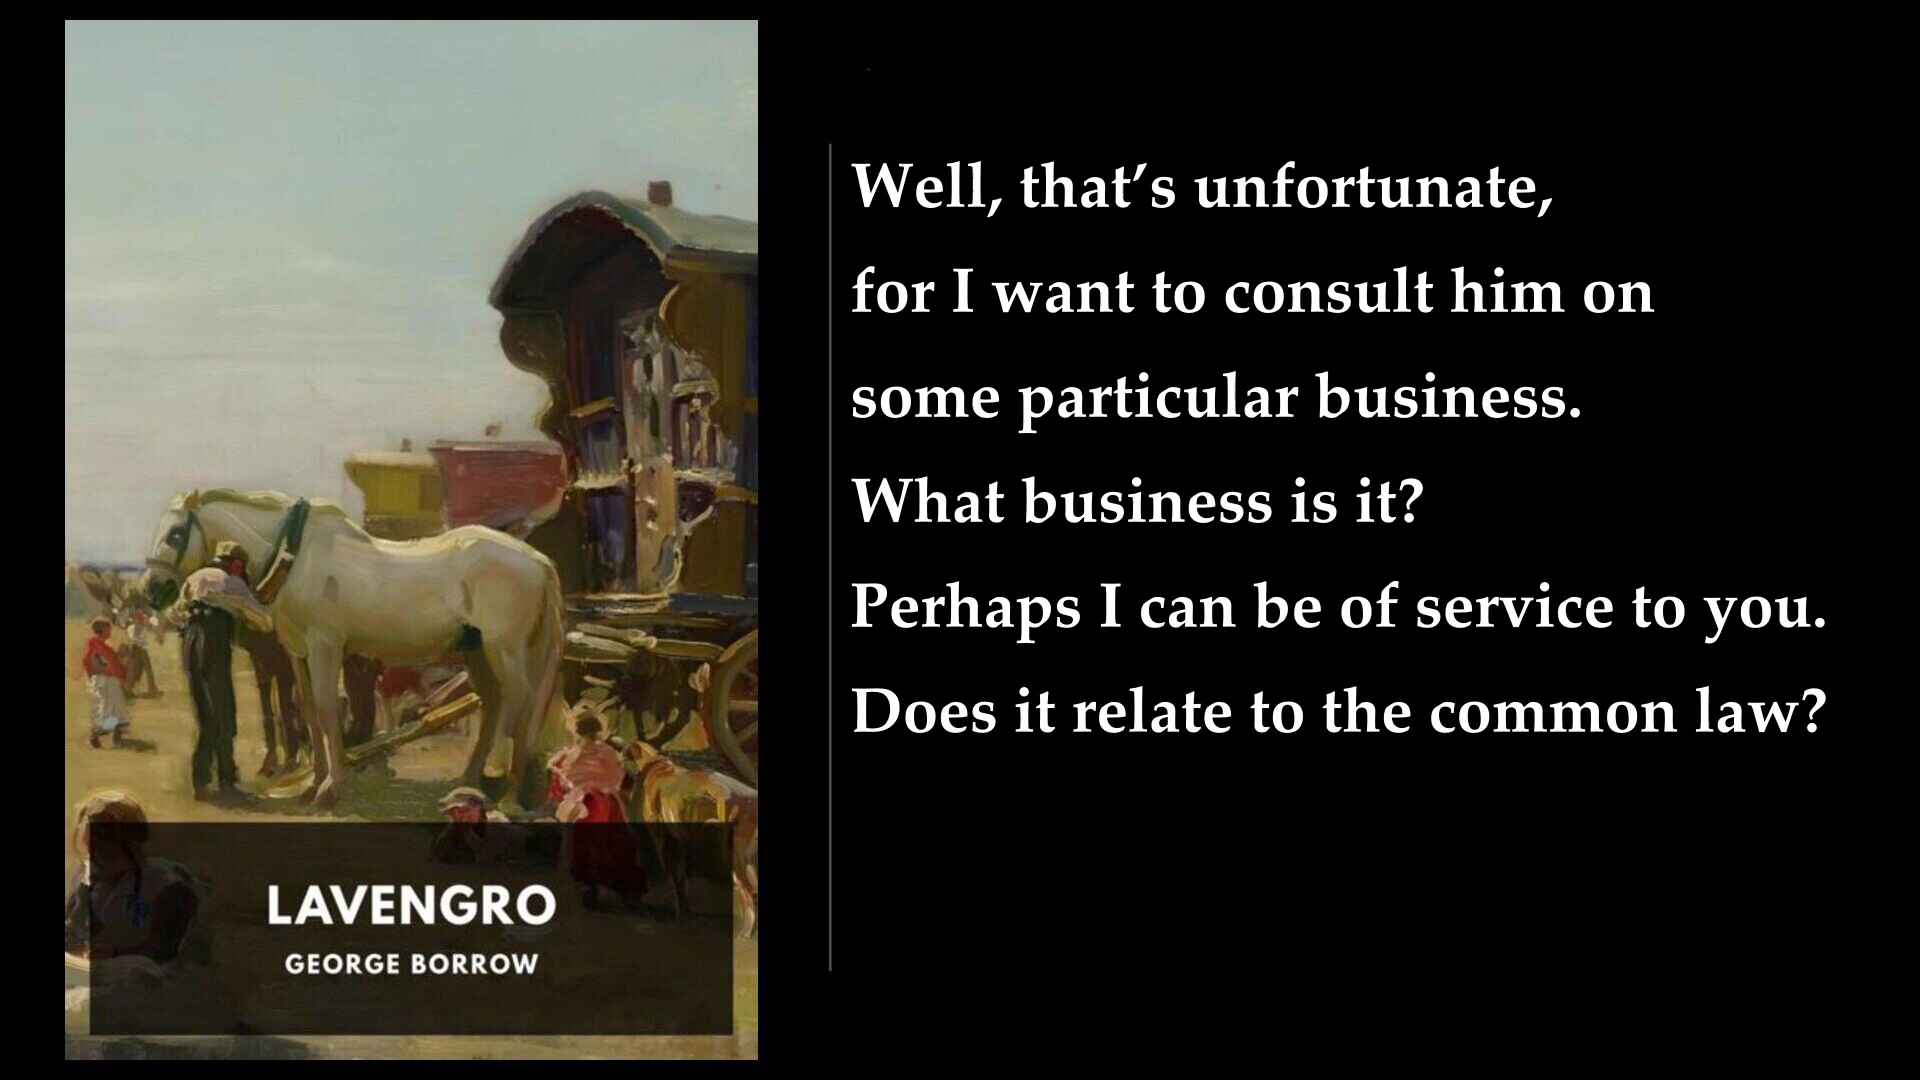 Well, that’s unfortunate,
for I want to consult him on
some particular business.
What business is it?
Perhaps I can be of service to you.
Does it relate to the common law?
LAVENGRO
GEORGE BORROW